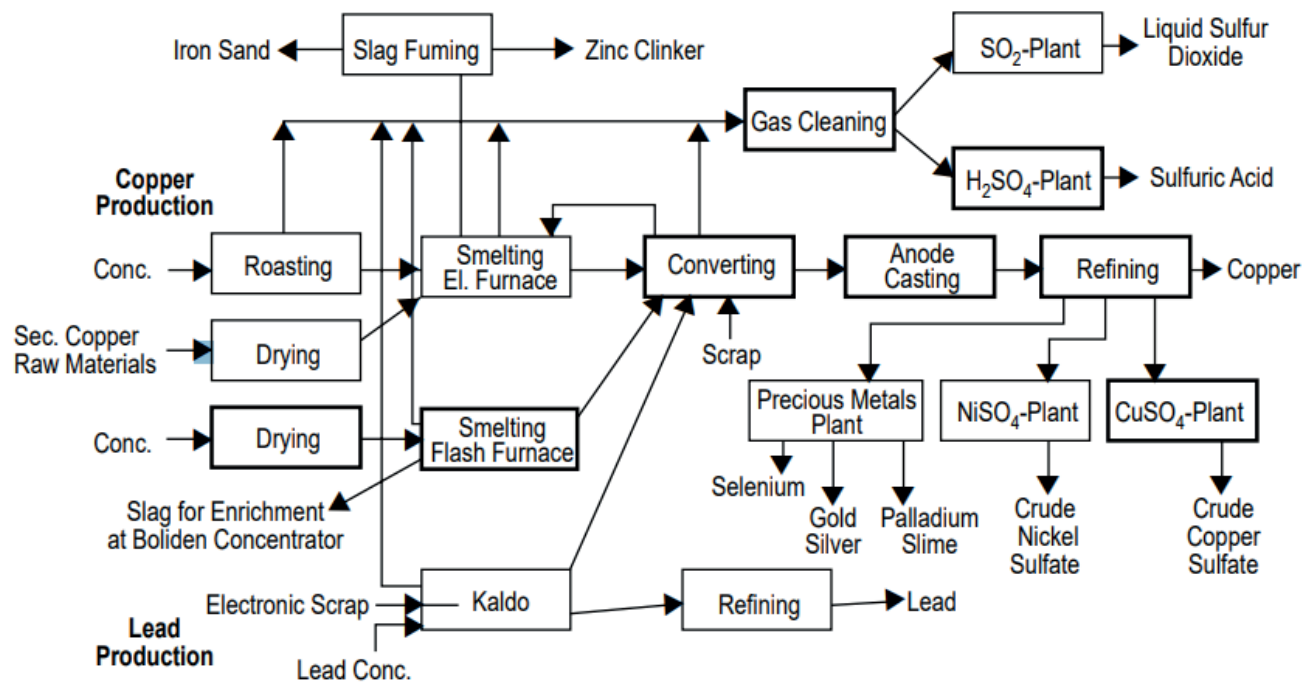 Iron Sand
Slag Fuming
Zinc Clinker
SO₂-Plant
Liquid Sulfur
Dioxide
Gas Cleaning
H₂SO₄-Plant
Sulfuric Acid
Copper
Production
Conc.
Roasting
Smelting
El. Furnace
Converting
Anode
Casting
Refining
Copper
Sec. Copper
Raw Materials
Drying
Scrap
Conc.
Drying
Smelting
Flash Furnace
Precious Metals
Plant
NiSO₄-Plant
CuSO₄-Plant
Selenium
Gold
Silver
Palladium
Slime
Crude
Nickel
Sulfate
Crude
Copper
Sulfate
Slag for Enrichment
at Boliden Concentrator
Electronic Scrap
Kaldo
Refining
Lead
Lead
Production
Lead Conc.